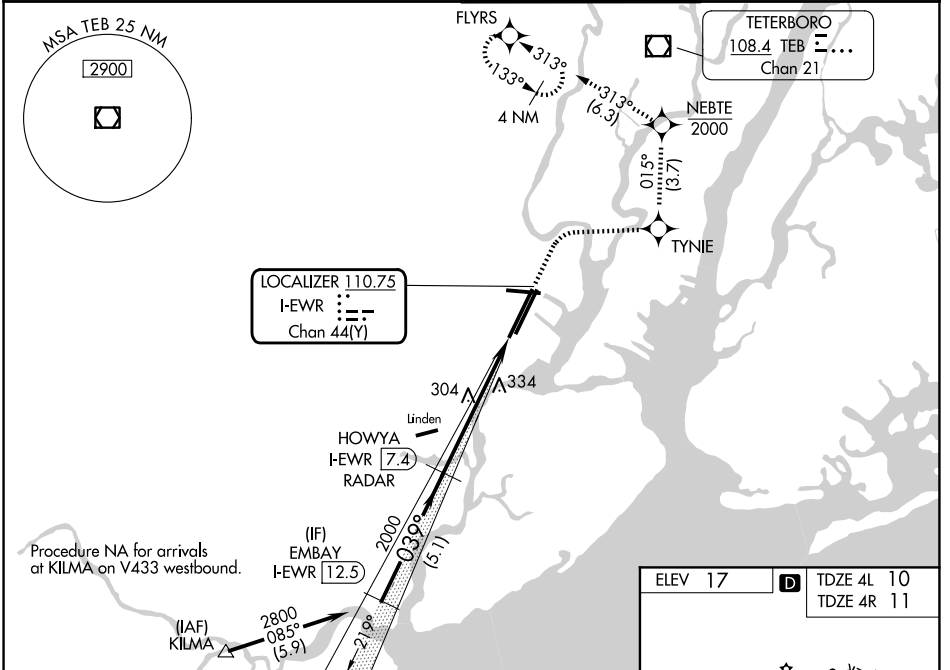 MSA TEB 25 NM
2900
FLYRS
313°
133°
4 NM
313°
(6.3)
TETERBORO
108.4 TEB
Chan 21
NEBTE
2000
015°
(3.7)
TYNIE
LOCALIZER 110.75
I-EWR
Chan 44(Y)
304
334
Linden
HOWYA
I-EWR 7.4
RADAR
2000
039°
(5.1)
(IF)
EMBAY
I-EWR 12.5
Procedure NA for arrivals
at KILMA on V433 westbound.
(IAF)
KILMA
2800
085°
(5.9)
219°
ELEV 17
D
TDZE 4L 10
TDZE 4R 11